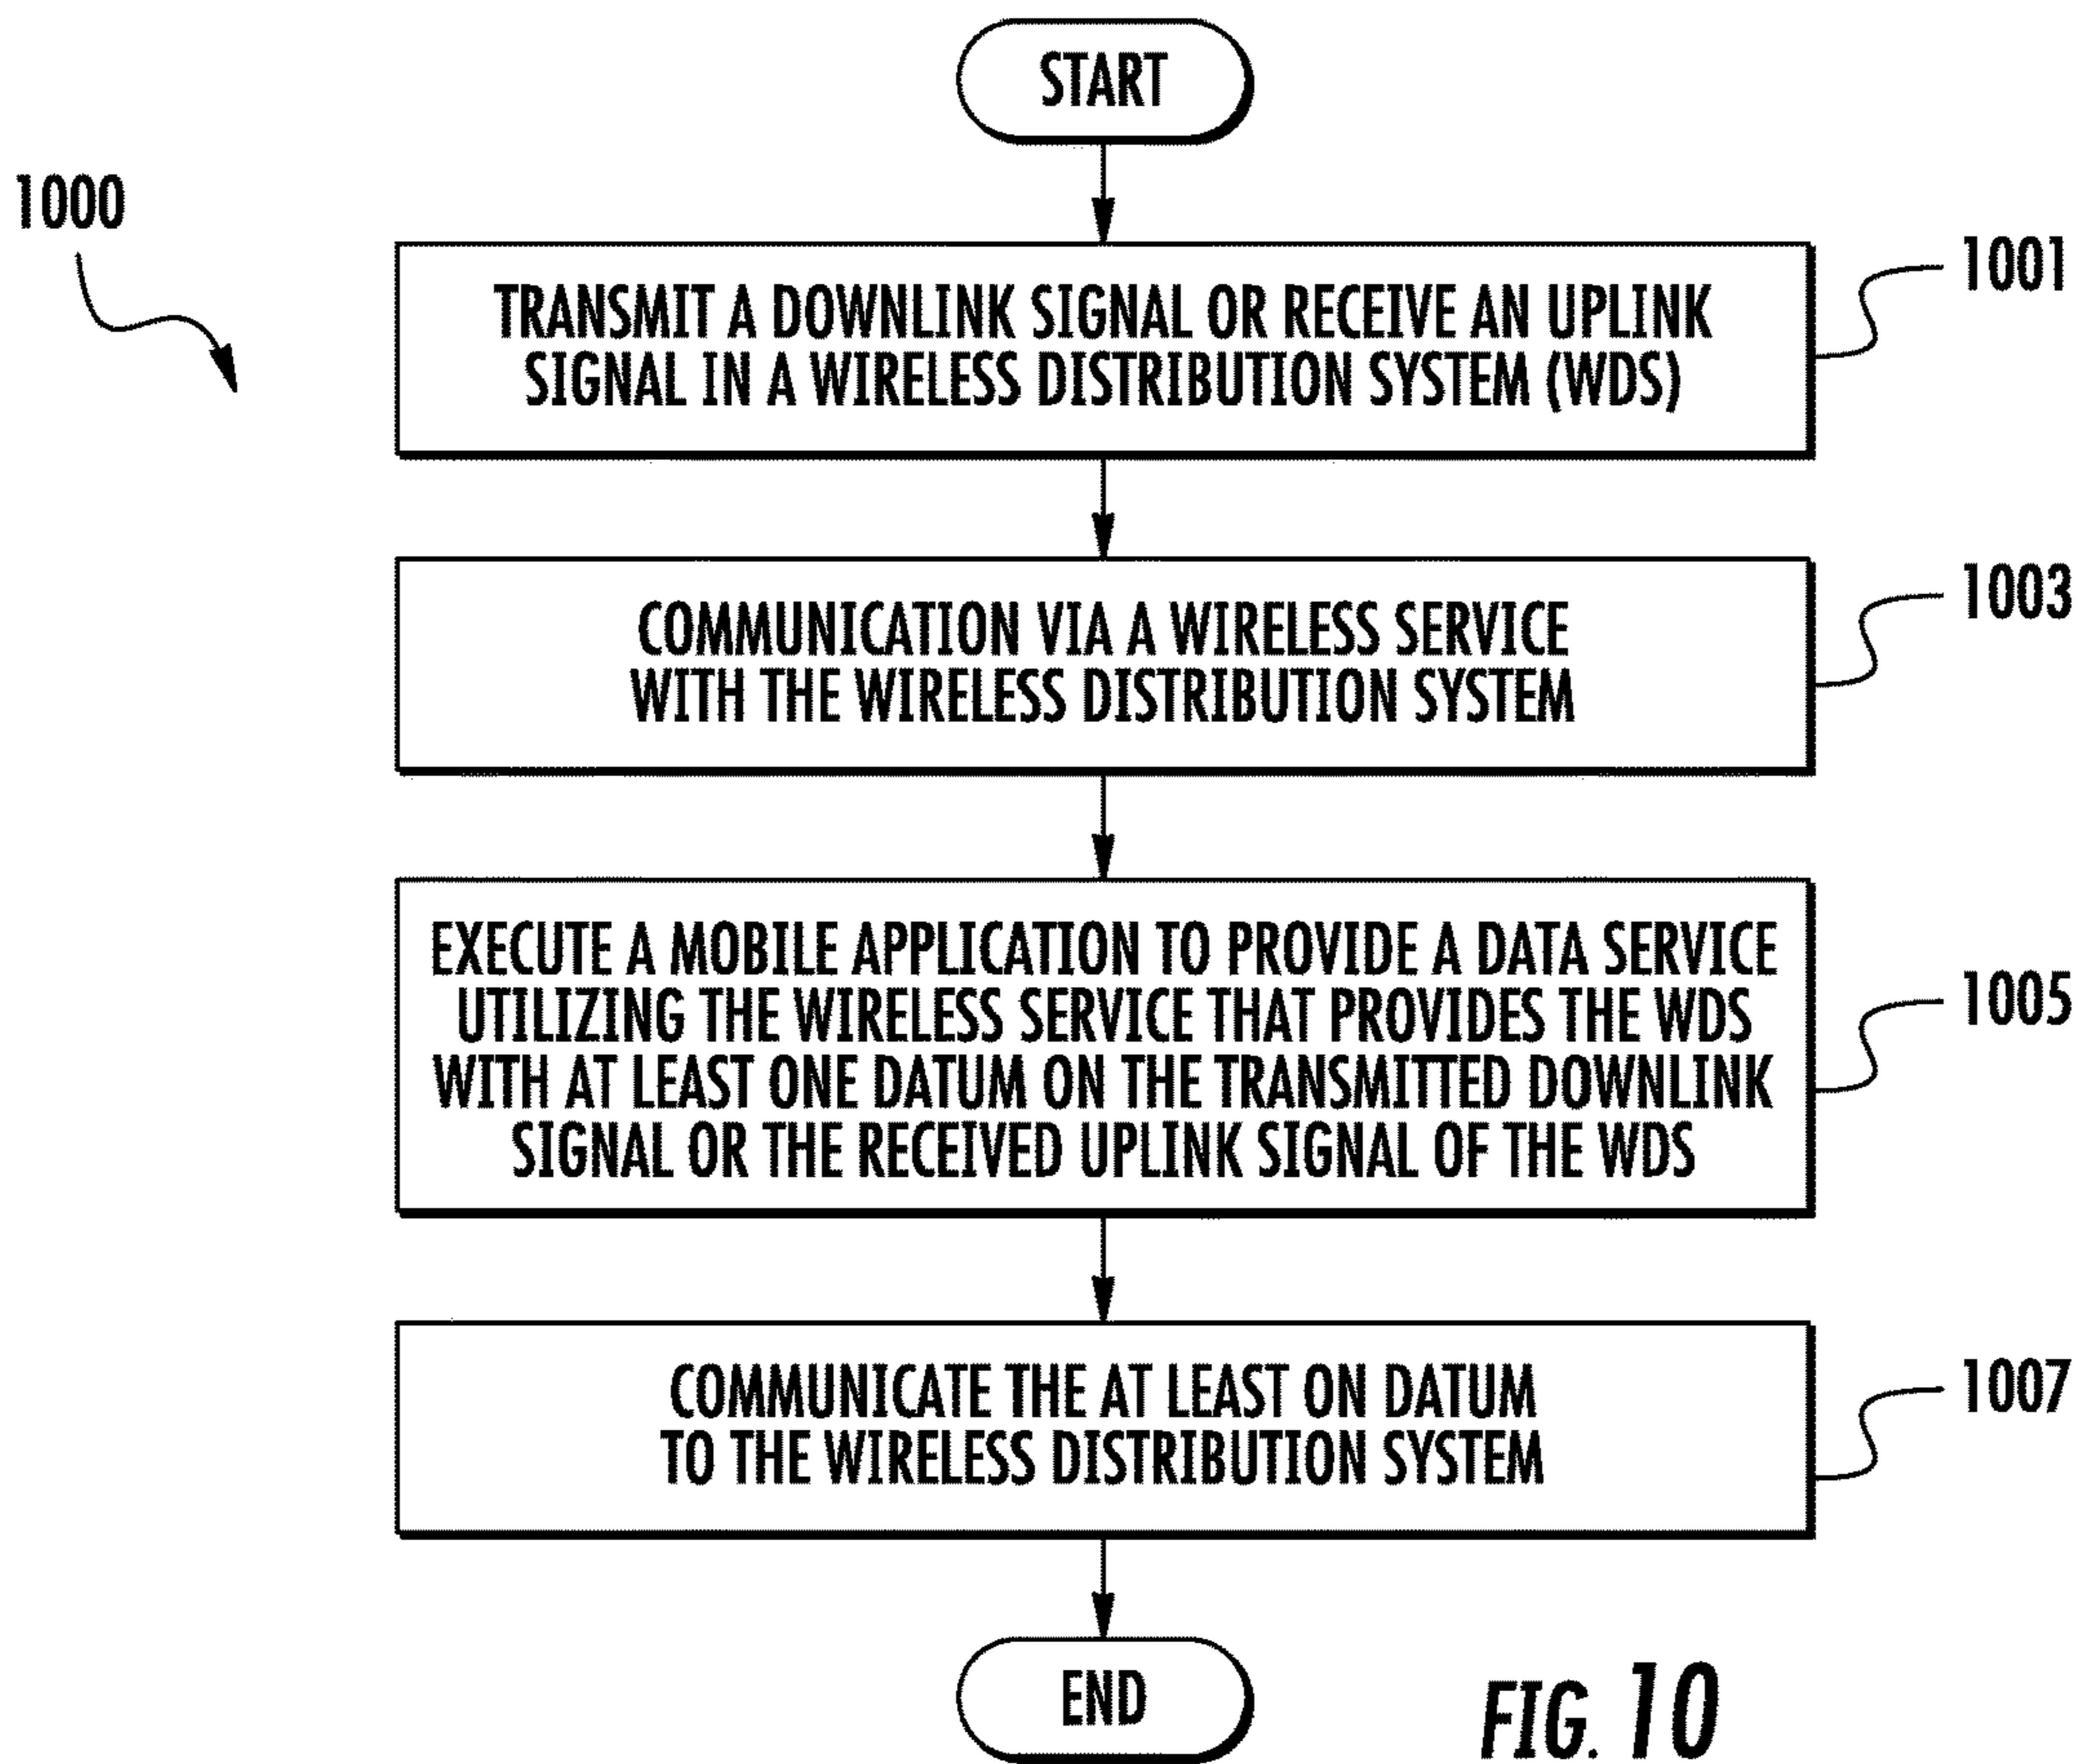 START
1000
TRANSMIT A DOWNLINK SIGNAL OR RECEIVE AN UPLINK
SIGNAL IN A WIRELESS DISTRIBUTION SYSTEM (WDS)
1001
COMMUNICATION VIA A WIRELESS SERVICE
WITH THE WIRELESS DISTRIBUTION SYSTEM
1003
EXECUTE A MOBILE APPLICATION TO PROVIDE A DATA SERVICE
UTILIZING THE WIRELESS SERVICE THAT PROVIDES THE WDS
WITH AT LEAST ONE DATUM ON THE TRANSMITTED DOWNLINK
SIGNAL OR THE RECEIVED UPLINK SIGNAL OF THE WDS
1005
COMMUNICATE THE AT LEAST ON DATUM
TO THE WIRELESS DISTRIBUTION SYSTEM
1007
END
FIG. 10